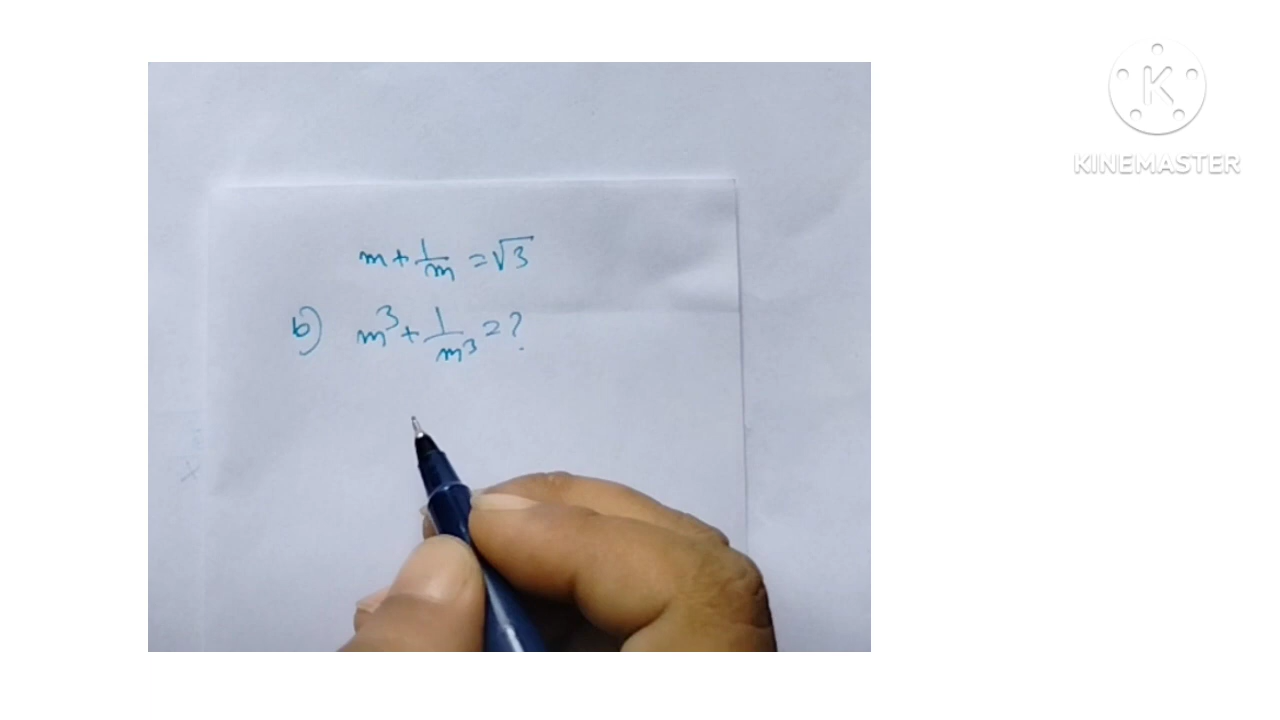 m + 1/m = √3
b) m³ + 1/m³ = ?
K
KINEMASTER